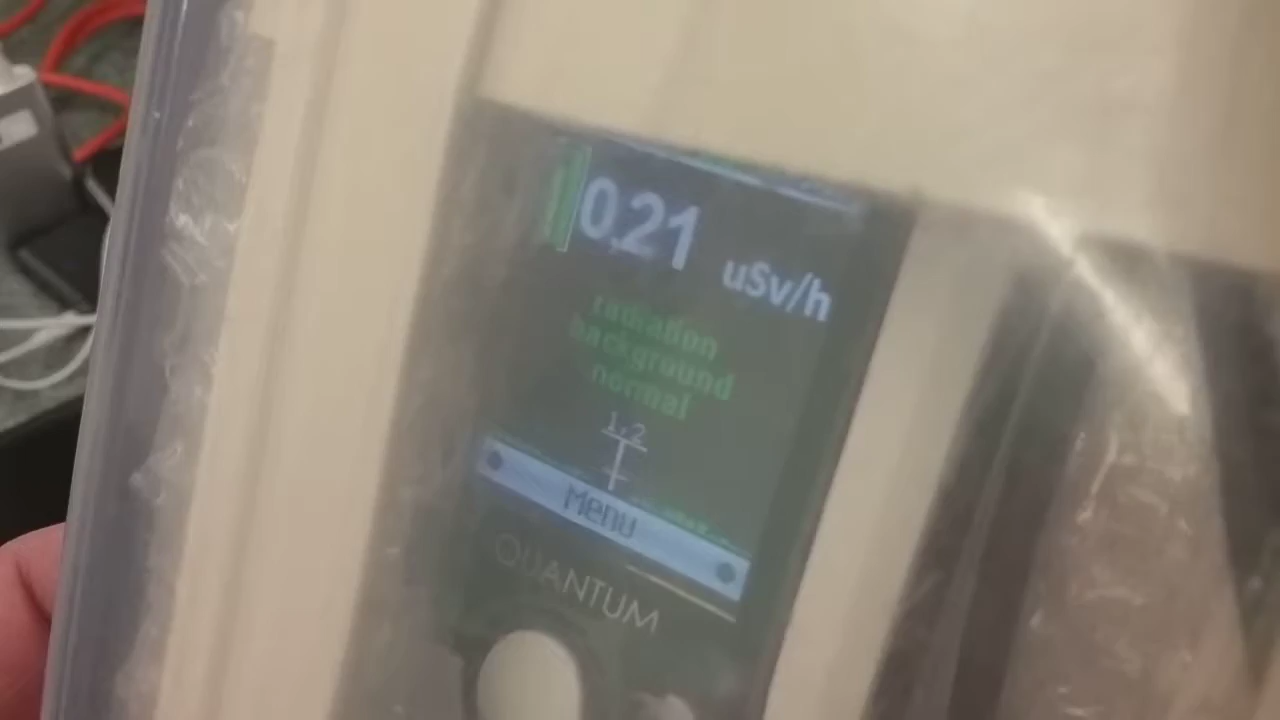 0.21
uSv/h
radiation
background
normal
1.2
Menu
QUANTUM